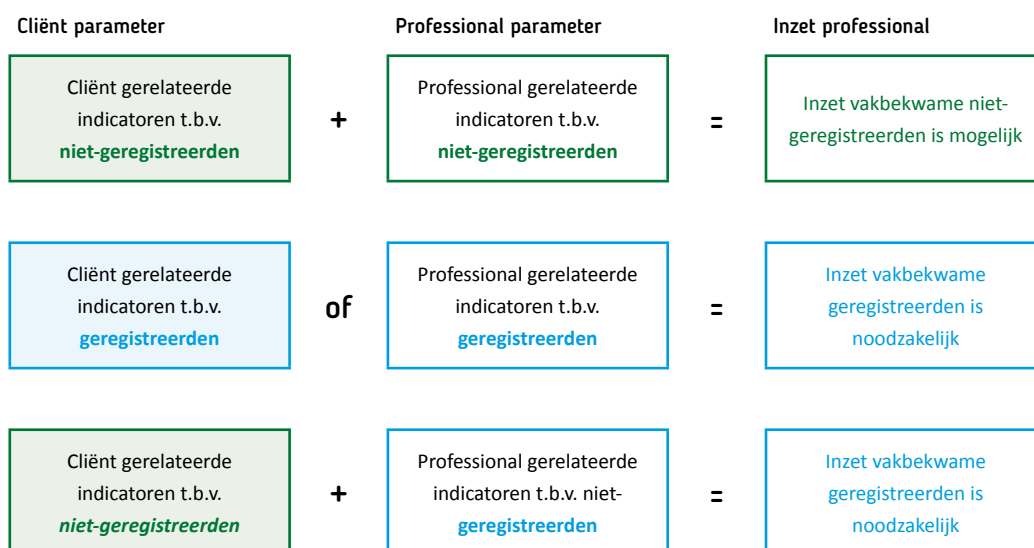 Cliënt parameter
Professional parameter
Inzet professional
Cliënt gerelateerde
indicatoren t.b.v.
niet-geregistreerden
+
Professional gerelateerde
indicatoren t.b.v.
niet-geregistreerden
=
Inzet vakbekwame niet-
geregistreerden is mogelijk
Cliënt gerelateerde
indicatoren t.b.v.
geregistreerden
of
Professional gerelateerde
indicatoren t.b.v.
geregistreerden
=
Inzet vakbekwame
geregistreerden is
noodzakelijk
Cliënt gerelateerde
indicatoren t.b.v.
niet-geregistreerden
+
Professional gerelateerde
indicatoren t.b.v. niet-
geregistreerden
=
Inzet vakbekwame
geregistreerden is
noodzakelijk